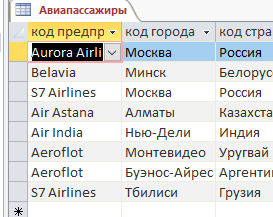 Авиапассажиры
код предпр код города код стра
Aurora Airli Москва Россия
Belavia Минск Белорус
S7 Airlines Москва Россия
Air Astana Алматы Казахста
Air India Нью-Дели Индия
Aeroflot Монтевидео Уругвай
Aeroflot Буэнос-Айрес Аргенти
S7 Airlines Тбилиси Грузия